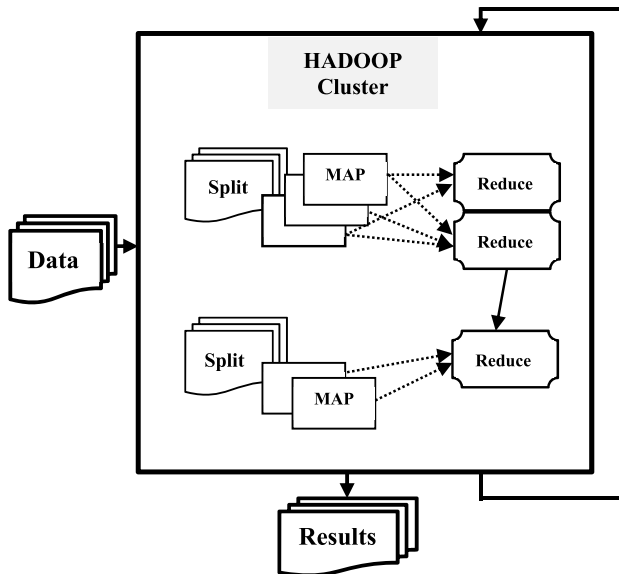 HADOOP
Cluster
Split
MAP
Reduce
Reduce
Data
Split
MAP
Reduce
Results